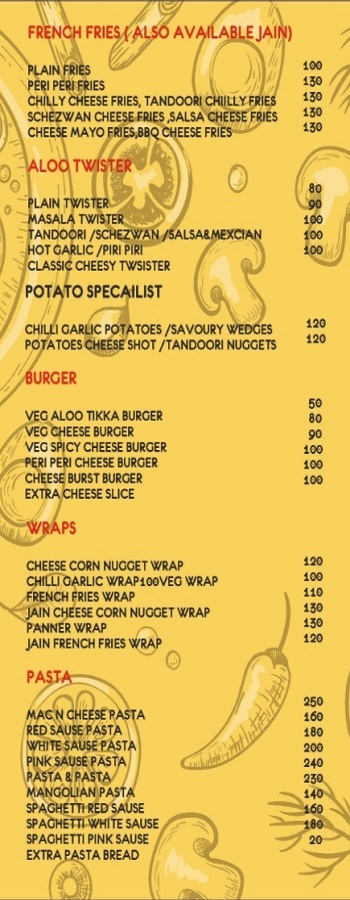 FRENCH FRIES ( ALSO AVAILABLE JAIN)
PLAIN FRIES 100
PERI PERI FRIES 130
CHILLY CHEESE FRIES, TANDOORI CHIILLY FRIES 130
SCHEZWAN CHEESE FRIES ,SALSA CHEESE FRIES 130
CHEESE MAYO FRIES,BBQ CHEESE FRIES 130
ALOO TWISTER
80
PLAIN TWISTER 90
MASALA TWISTER 100
TANDOORI /SCHEZWAN /SALSA&MEXCIAN 100
HOT GARLIC /PIRI PIRI 100
CLASSIC CHEESY TWSISTER
POTATO SPECAILIST
CHILLI GARLIC POTATOES /SAVOURY WEDGES 120
POTATOES CHEESE SHOT /TANDOORI NUGGETS 120
BURGER
50
VEG ALOO TIKKA BURGER 80
VEG CHEESE BURGER 90
VEG SPICY CHEESE BURGER 100
PERI PERI CHEESE BURGER 100
CHEESE BURST BURGER 100
EXTRA CHEESE SLICE
WRAPS
CHEESE CORN NUGGET WRAP 120
CHILLI GARLIC WRAP100VEG WRAP 100
FRENCH FRIES WRAP 110
JAIN CHEESE CORN NUGGET WRAP 130
PANNER WRAP 130
JAIN FRENCH FRIES WRAP 120
PASTA
250
MAC N CHEESE PASTA 160
RED SAUSE PASTA 180
WHITE SAUSE PASTA 200
PINK SAUSE PASTA 240
PASTA & PASTA 230
MANGOLIAN PASTA 140
SPAGHETTI RED SAUSE 160
SPAGHETTI WHITE SAUSE 180
SPAGHETTI PINK SAUSE 20
EXTRA PASTA BREAD